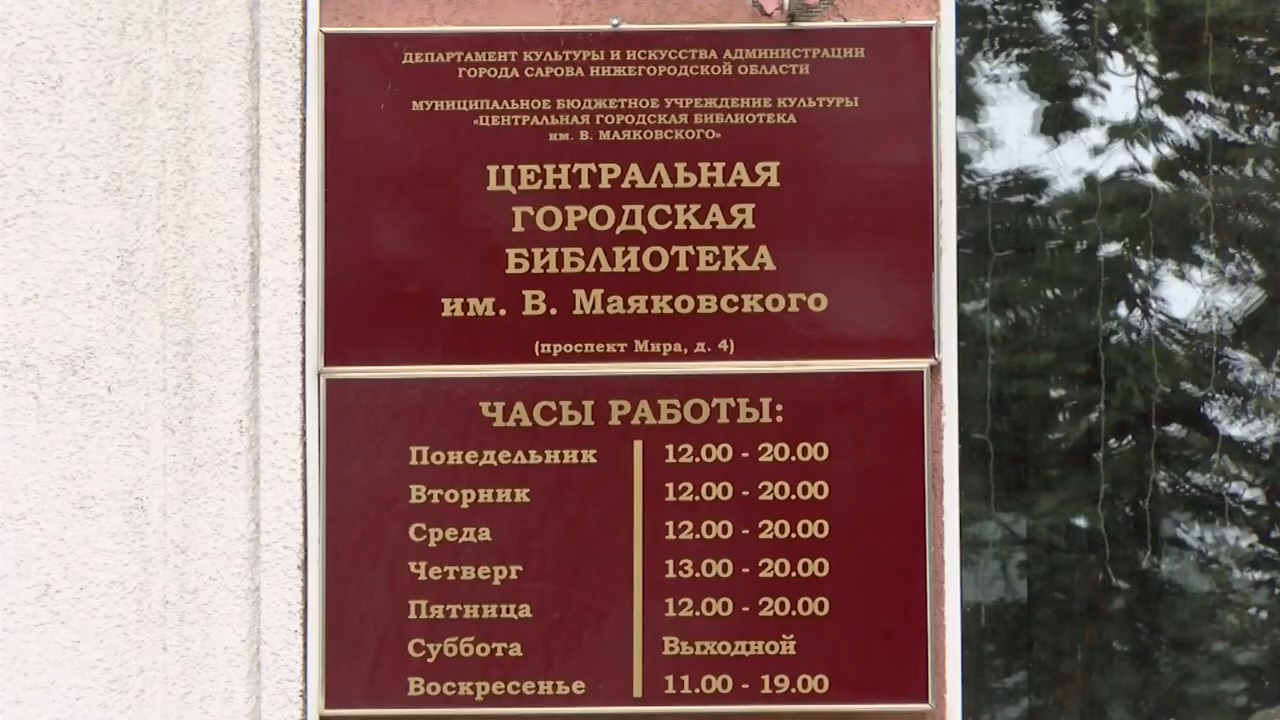 ДЕПАРТАМЕНТ КУЛЬТУРЫ И ИСКУССТВА АДМИНИСТРАЦИИ
ГОРОДА САРОВА НИЖЕГОРОДСКОЙ ОБЛАСТИ
МУНИЦИПАЛЬНОЕ БЮДЖЕТНОЕ УЧРЕЖДЕНИЕ КУЛЬТУРЫ
«ЦЕНТРАЛЬНАЯ ГОРОДСКАЯ БИБЛИОТЕКА
им. В. МАЯКОВСКОГО»
ЦЕНТРАЛЬНАЯ
ГОРОДСКАЯ
БИБЛИОТЕКА
им. В. Маяковского
(проспект Мира, д. 4)
ЧАСЫ РАБОТЫ:
Понедельник 12.00 - 20.00
Вторник 12.00 - 20.00
Среда 12.00 - 20.00
Четверг 13.00 - 20.00
Пятница 12.00 - 20.00
Суббота Выходной
Воскресенье 11.00 - 19.00